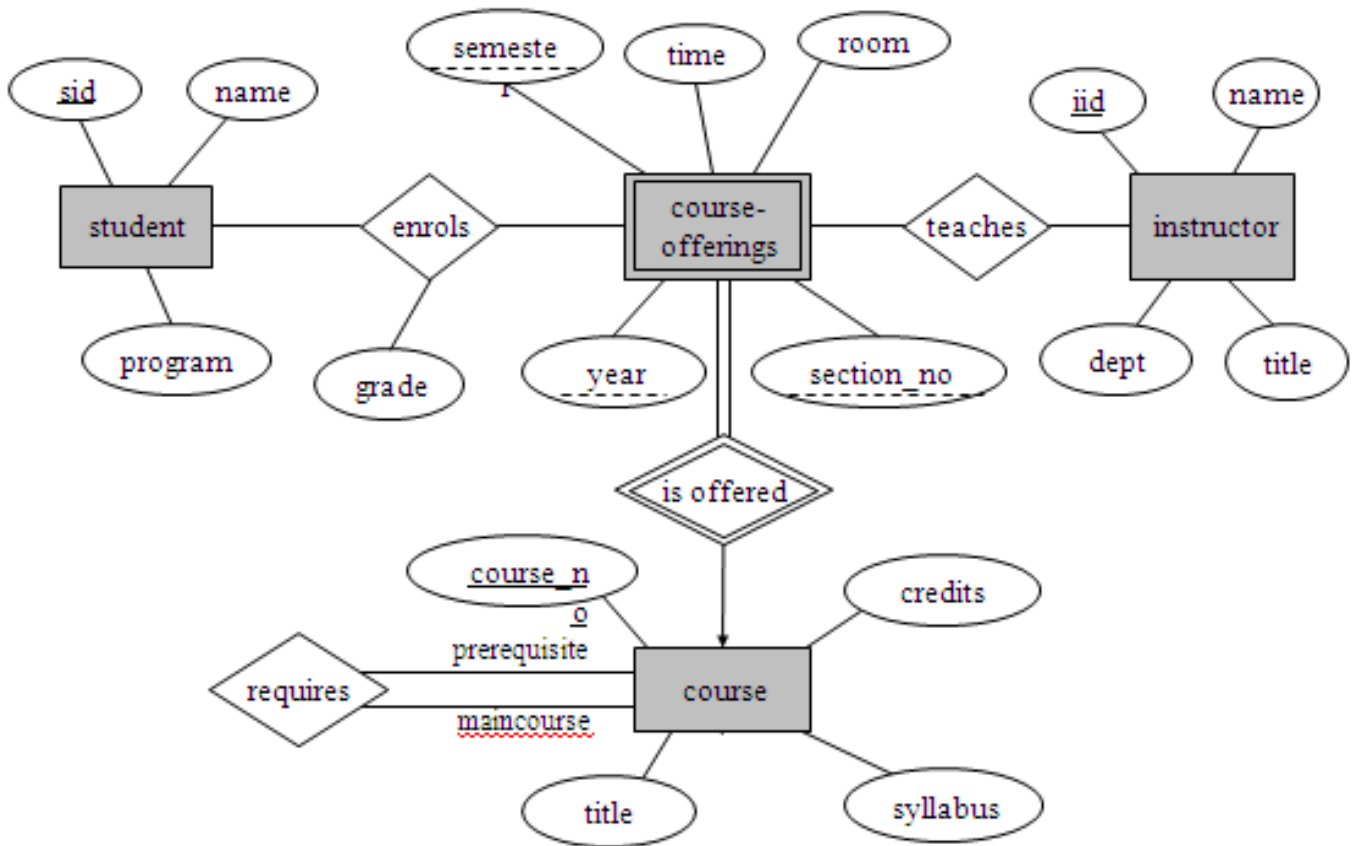 semeste
r
time
room
sid
name
iid
name
student
enrols
course-
offerings
teaches
instructor
program
grade
year
section_no
dept
title
is offered
course_n
o
credits
prerequisite
requires
course
maincourse
title
syllabus